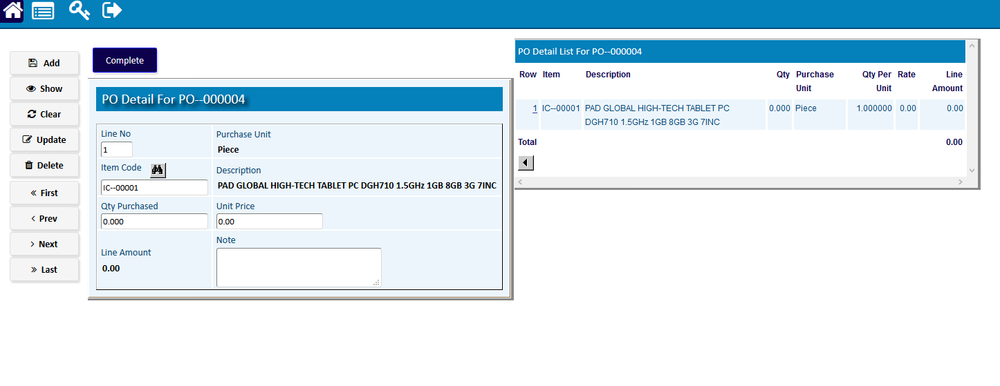 Add
Show
Clear
Update
Delete
First
Prev
Next
Last
Complete
PO Detail For PO--000004
Line No
1
Purchase Unit
Piece
Item Code
IC--00001
Description
PAD GLOBAL HIGH-TECH TABLET PC DGH710 1.5GHz 1GB 8GB 3G 7INC
Qty Purchased
0.000
Unit Price
0.00
Line Amount
0.00
Note
PO Detail List For PO--000004
Row Item Description Qty Purchase Qty Per Rate Line
Unit Unit Amount
1 IC--00001 PAD GLOBAL HIGH-TECH TABLET PC 0.000 Piece 1.000000 0.00 0.00
DGH710 1.5GHz 1GB 8GB 3G 7INCH
Total 0.00